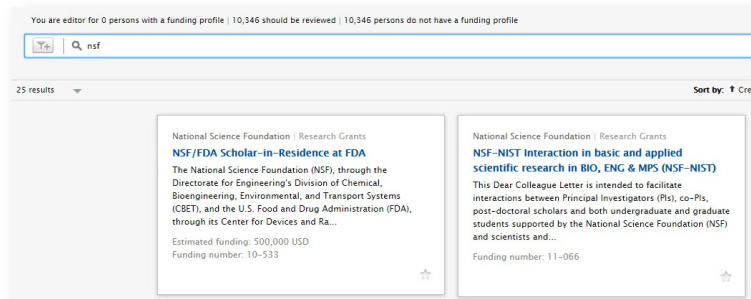 You are editor for 0 persons with a funding profile | 10,346 should be reviewed | 10,346 persons do not have a funding profile
nsf
25 results
Sort by: ↑ Cre
National Science Foundation | Research Grants
NSF/FDA Scholar-in-Residence at FDA
The National Science Foundation (NSF), through the
Directorate for Engineering's Division of Chemical,
Bioengineering, Environmental, and Transport Systems
(CBET), and the U.S. Food and Drug Administration (FDA),
through its Center for Devices and Ra...
Estimated funding: 500,000 USD
Funding number: 10-533
National Science Foundation | Research Grants
NSF-NIST Interaction in basic and applied
scientific research in BIO, ENG & MPS (NSF-NIST)
This Dear Colleague Letter is intended to facilitate
interactions between Principal Investigators (PIs), co-PIs,
post-doctoral scholars and both undergraduate and graduate
students supported by the National Science Foundation (NSF)
and scientists and...
Funding number: 11-066